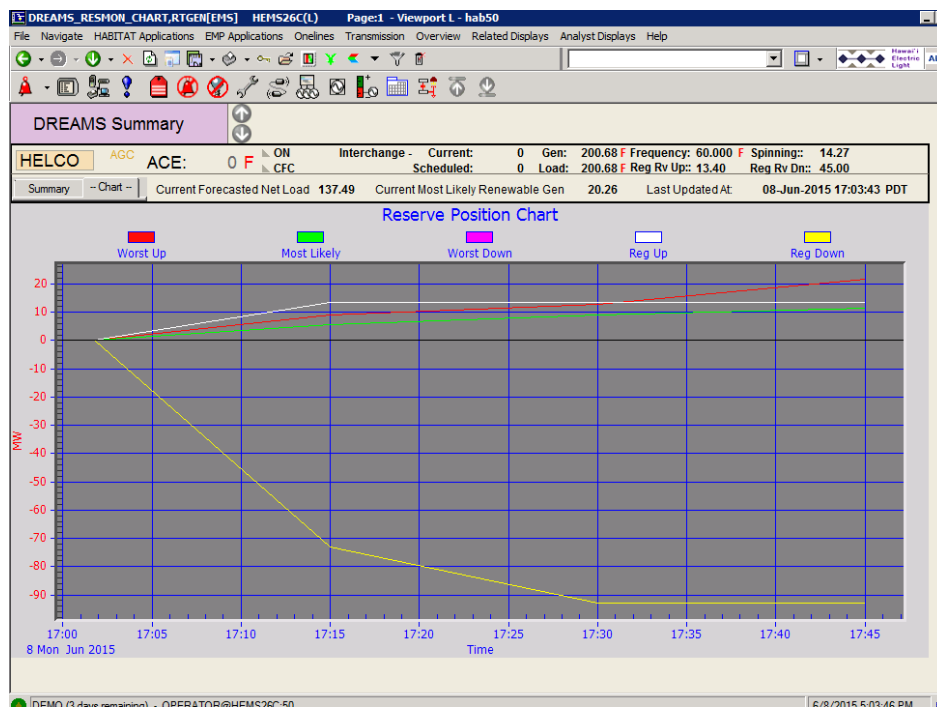 DREAMS_RESMON_CHART,RTGEN[EMS] HEMS26C(L) Page:1 - Viewport L - hab50
File Navigate HABITAT Applications EMP Applications Onelines Transmission Overview Related Displays Analyst Displays Help
Hawai'i
Electric
Light
DREAMS Summary
HELCO AGC ACE: 0 F ON Interchange - Current: 0 Gen: 200.68 F Frequency: 60.000 F Spinning:: 14.27
CFC Scheduled: 0 Load: 200.68 F Reg Rv Up:: 13.40 Reg Rv Dn:: 45.00
Summary -- Chart -- Current Forecasted Net Load 137.49 Current Most Likely Renewable Gen 20.26 Last Updated At: 08-Jun-2015 17:03:43 PDT
Reserve Position Chart
Worst Up Most Likely Worst Down Reg Up Reg Down
20
10
0
-10
-20
-30
MW
-40
-50
-60
-70
-80
-90
17:00 17:05 17:10 17:15 17:20 17:25 17:30 17:35 17:40 17:45
8 Mon Jun 2015 Time
DEMO (3 days remaining) - OPERATOR@HEMS26C:50 6/8/2015 5:03:46 PM